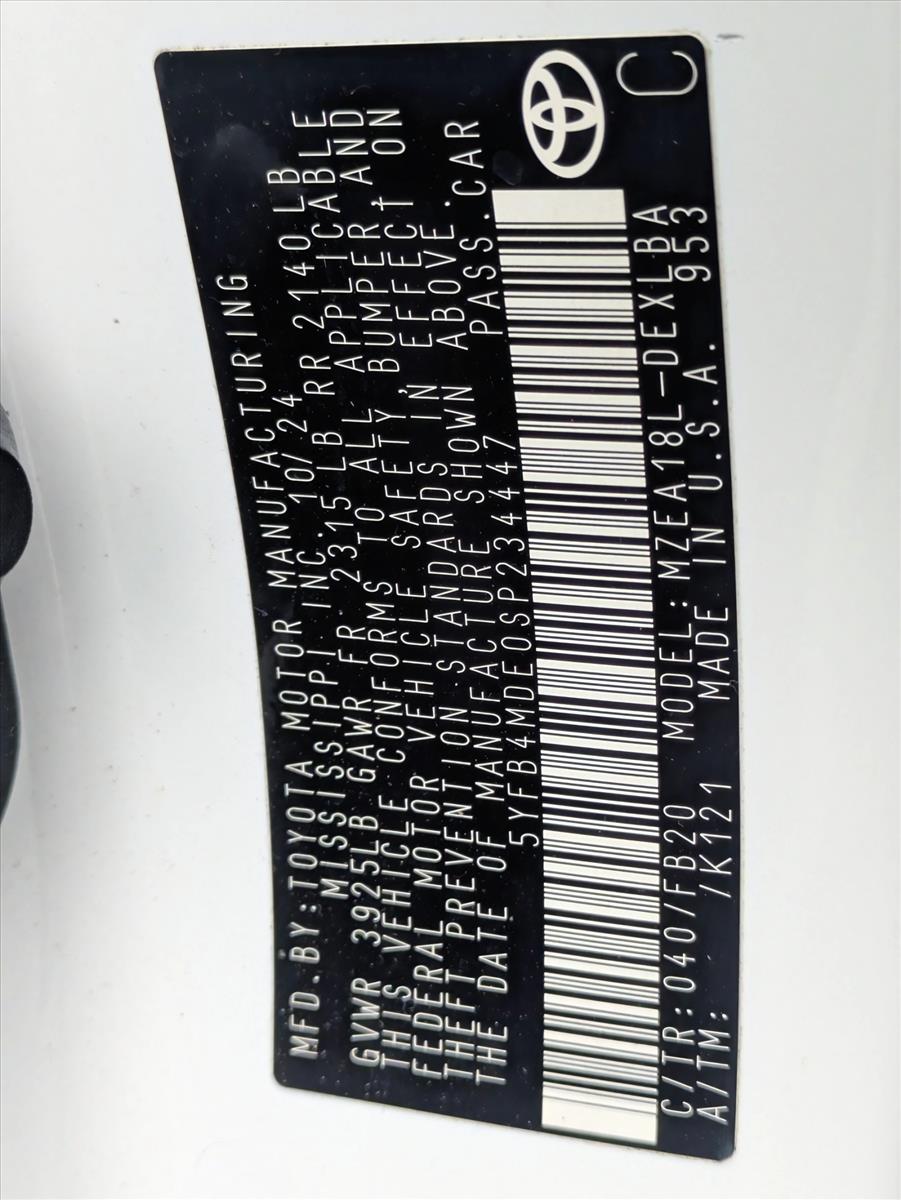 MFD.BY:TOYOTA MOTOR MANUFACTURING
MISSISSIPPI INC. 10/24
GVWR 3925LB GAWR FR 2315 LB RR 2140 LB
THIS VEHICLE CONFORMS TO ALL APPLICABLE
FEDERAL MOTOR VEHICLE SAFETY, BUMPER, AND
THEFT PREVENTION STANDARDS IN EFFECT ON
THE DATE OF MANUFACTURE SHOWN ABOVE.
5YFB4MDE0SP234447 PASS.CAR
C/TR:040/FB20 MODEL:MZEA18L-DEXLBA C
A/TM: /K121 MADE IN U.S.A. 953